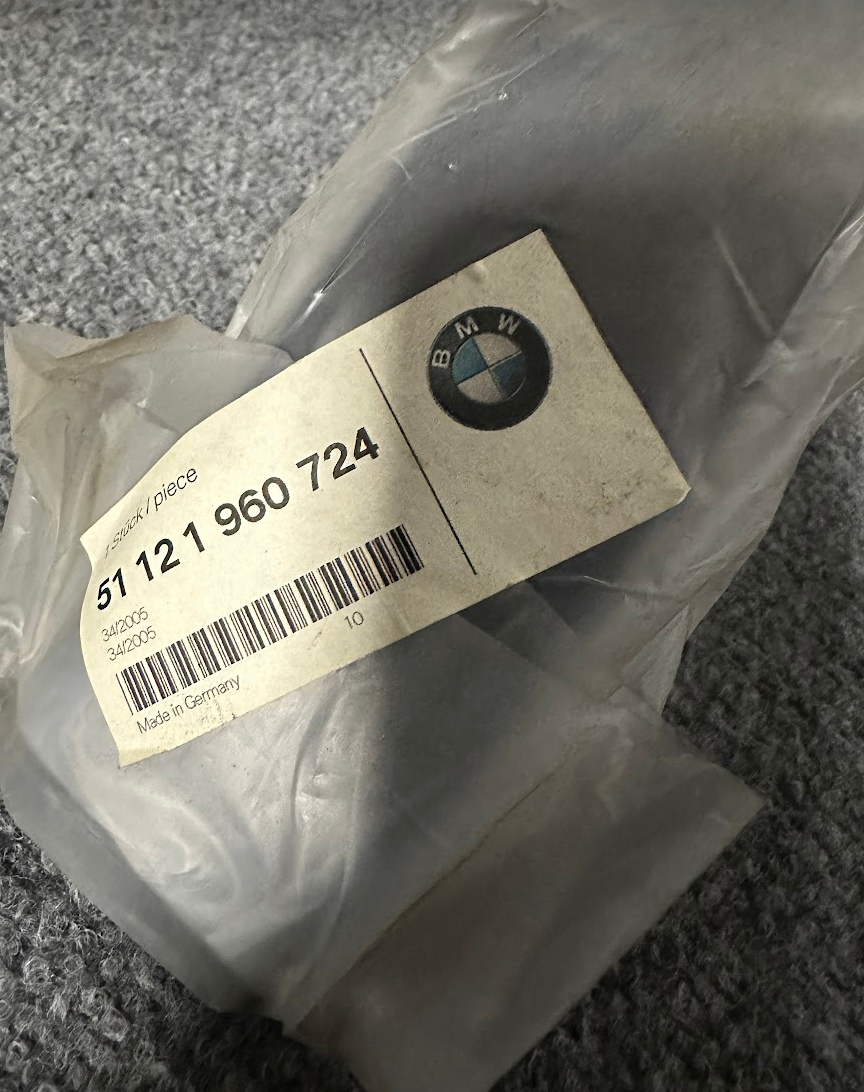 BMW
1 Stück / piece
51 12 1 960 724
34/2005
34/2005
10
Made in Germany